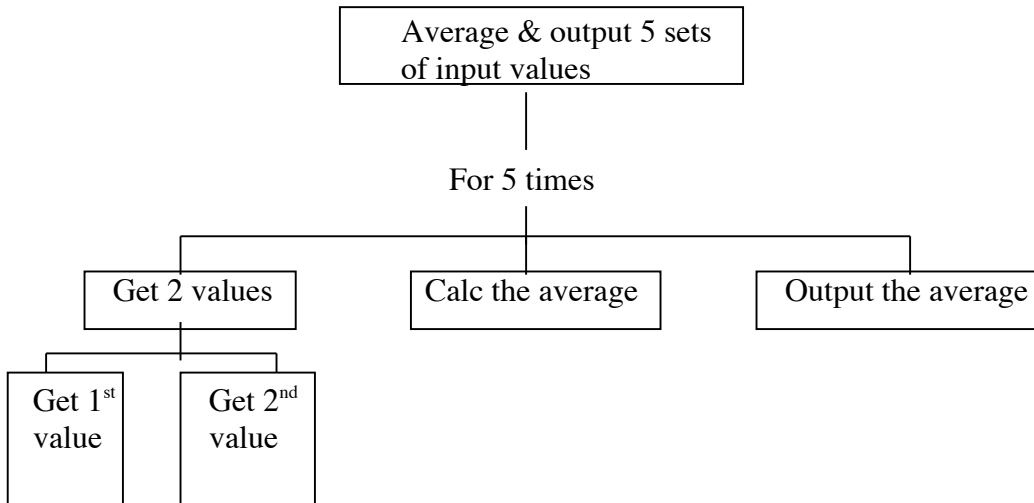 Average & output 5 sets
of input values
For 5 times
Get 2 values
Calc the average
Output the average
Get 1st
value
Get 2nd
value